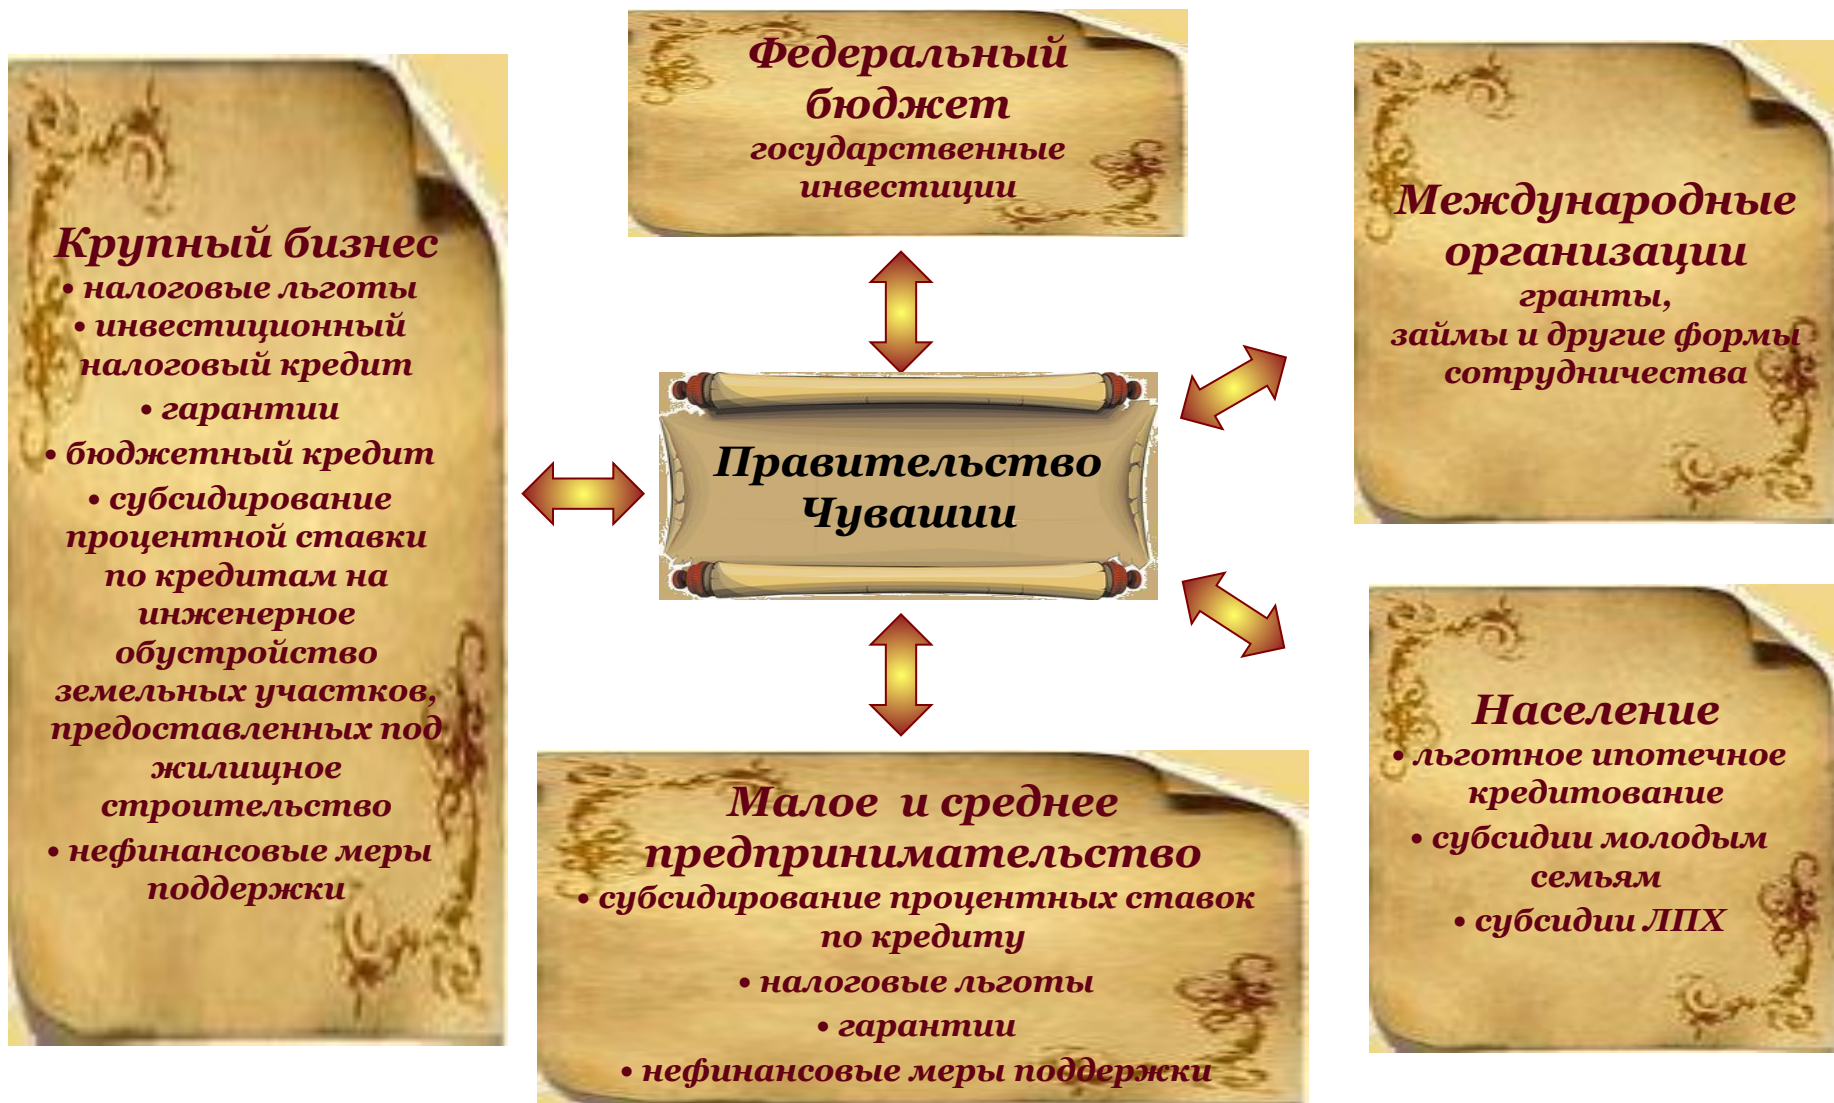 Федеральный
бюджет
государственные
инвестиции
Крупный бизнес
• налоговые льготы
• инвестиционный
налоговый кредит
• гарантии
• бюджетный кредит
• субсидирование
процентной ставки
по кредитам на
инженерное
обустройство
земельных участков,
предоставленных под
жилищное
строительство
• нефинансовые меры
поддержки
Правительство
Чувашии
Международные
организации
гранты,
займы и другие формы
сотрудничества
Малое и среднее
предпринимательство
• субсидирование процентных ставок
по кредиту
• налоговые льготы
• гарантии
• нефинансовые меры поддержки
Население
• льготное ипотечное
кредитование
• субсидии молодым
семьям
• субсидии ЛПХ